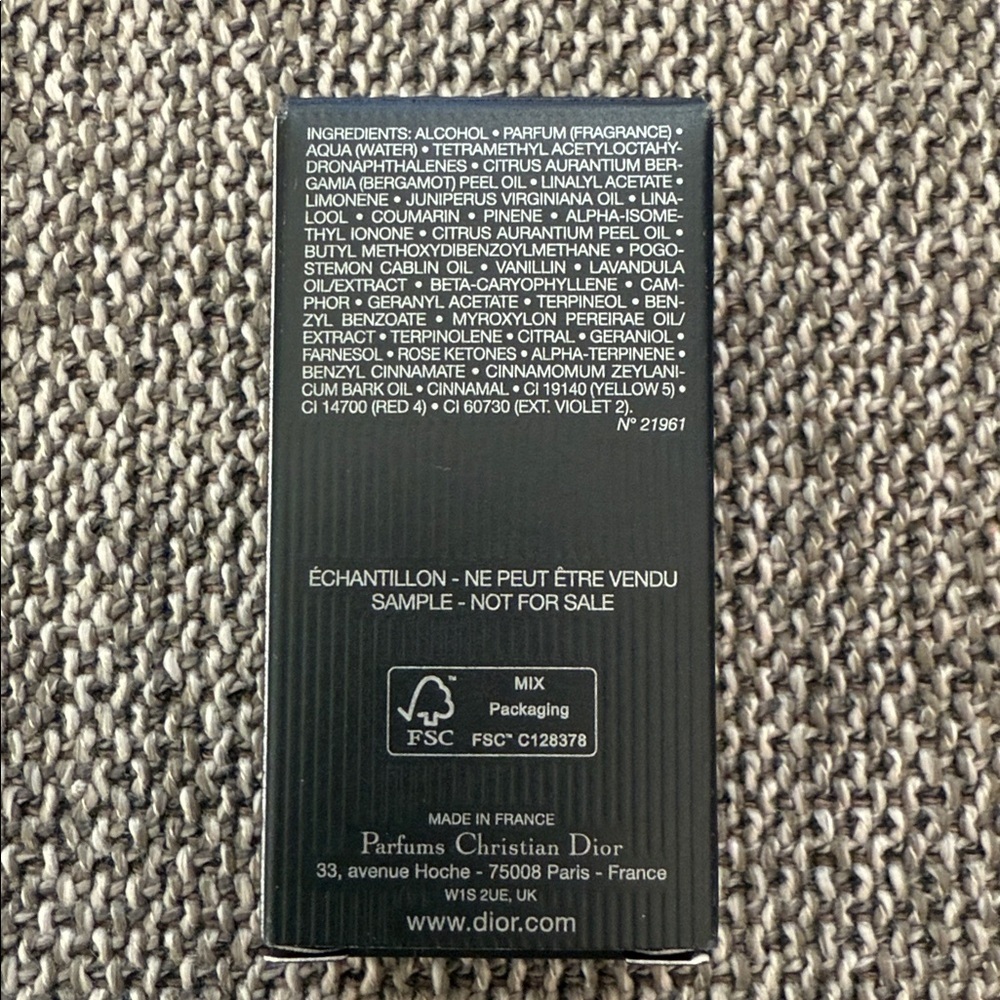 INGREDIENTS: ALCOHOL • PARFUM (FRAGRANCE) •
AQUA (WATER) • TETRAMETHYL ACETYLOCTAHY-
DRONAPHTHALENES • CITRUS AURANTIUM BER-
GAMIA (BERGAMOT) PEEL OIL • LINALYL ACETATE •
LIMONENE • JUNIPERUS VIRGINIANA OIL • LINA-
LOOL • COUMARIN • PINENE • ALPHA-ISOME-
THYL IONONE • CITRUS AURANTIUM PEEL OIL •
BUTYL METHOXYDIBENZOYLMETHANE • POGO-
STEMON CABLIN OIL • VANILLIN • LAVANDULA
OIL/EXTRACT • BETA-CARYOPHYLLENE • CAM-
PHOR • GERANYL ACETATE • TERPINEOL • BEN-
ZYL BENZOATE • MYROXYLON PEREIRAE OIL/
EXTRACT • TERPINOLENE • CITRAL • GERANIOL •
FARNESOL • ROSE KETONES • ALPHA-TERPINENE •
BENZYL CINNAMATE • CINNAMOMUM ZEYLANI-
CUM BARK OIL • CINNAMAL • CI 19140 (YELLOW 5) •
CI 14700 (RED 4) • CI 60730 (EXT. VIOLET 2).
N° 21961
ÉCHANTILLON - NE PEUT ÊTRE VENDU
SAMPLE - NOT FOR SALE
MIX
Packaging
FSC FSC™ C128378
MADE IN FRANCE
Parfums Christian Dior
33, avenue Hoche - 75008 Paris - France
W1S 2UE, UK
www.dior.com